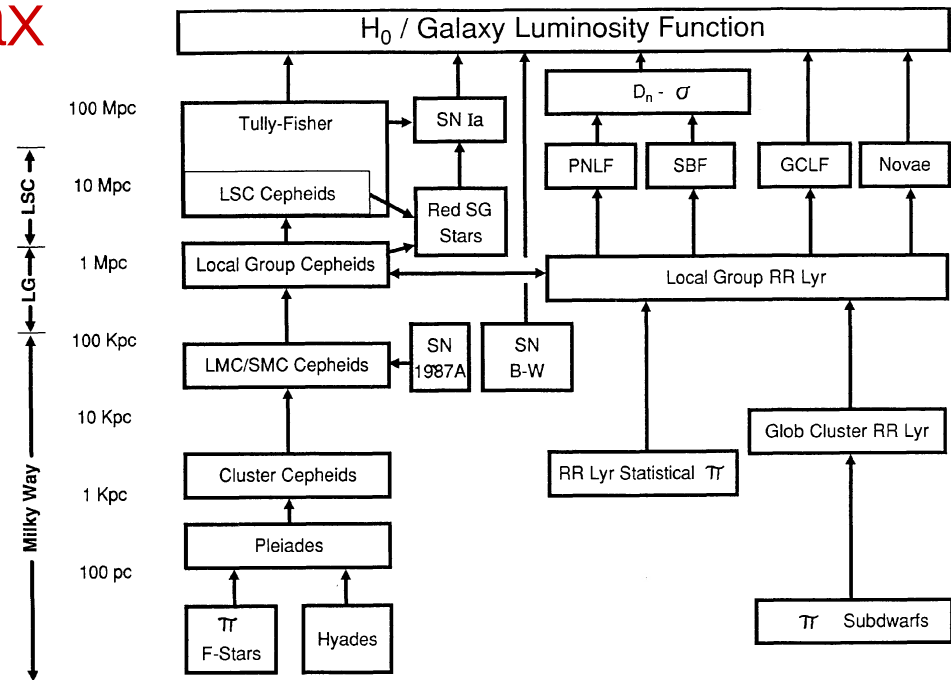 ax
H₀ / Galaxy Luminosity Function
100 Mpc
Tully-Fisher
SN Ia
Dₙ - σ
PNLF
SBF
GCLF
Novae
LSC
10 Mpc
LSC Cepheids
Red SG
Stars
LG
1 Mpc
Local Group Cepheids
Local Group RR Lyr
100 Kpc
LMC/SMC Cepheids
SN
1987A
SN
B-W
10 Kpc
Glob Cluster RR Lyr
Milky Way
Cluster Cepheids
RR Lyr Statistical π
1 Kpc
Pleiades
100 pc
π
F-Stars
Hyades
π Subdwarfs